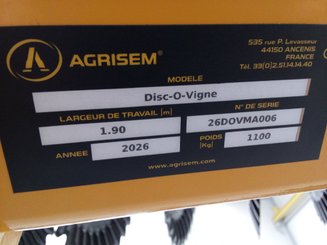 AGRISEM®
535 rue P. Levasseur
44150 ANCENIS
FRANCE
Tél. 33(0)2.51.14.14.40
MODELE
Disc-O-Vigne
LARGEUR DE TRAVAIL [m]
1.90
N° DE SERIE
26DOVMA006
ANNEE
2026
POIDS [Kg]
1100
www.agrisem.com